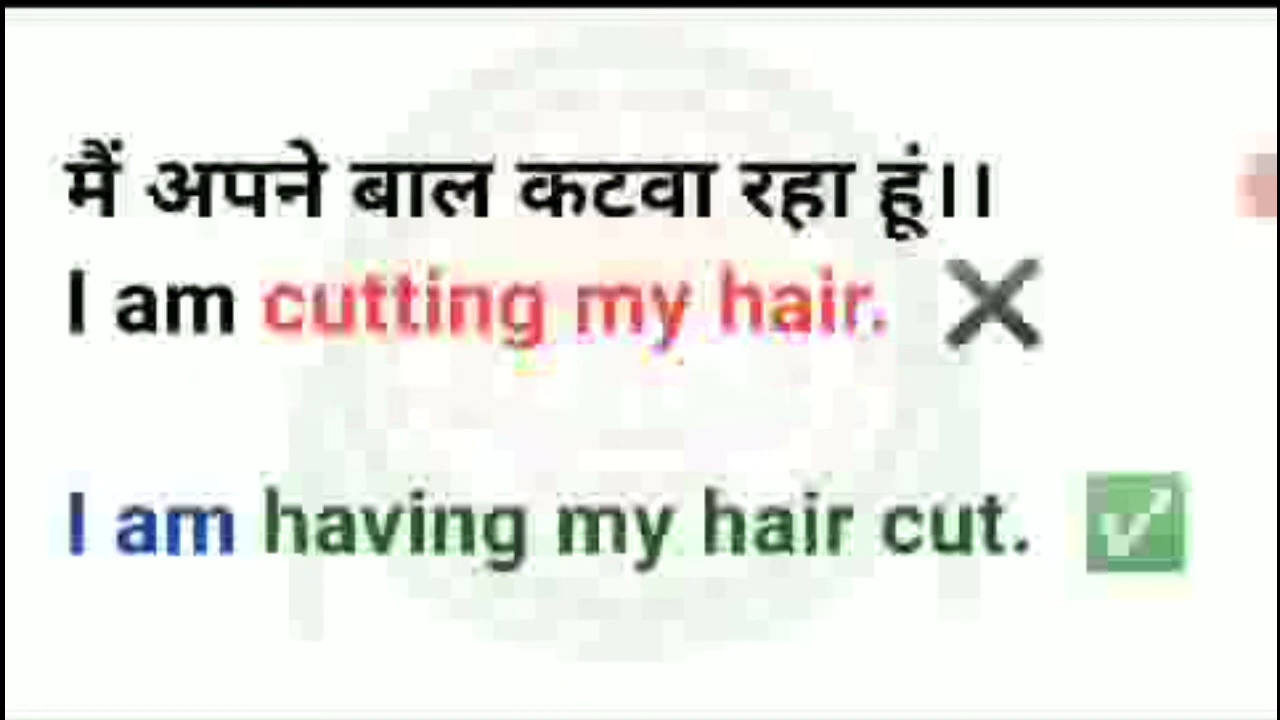 मैं अपने बाल कटवा रहा हूं।।
I am cutting my hair. ❌
I am having my hair cut. ✅